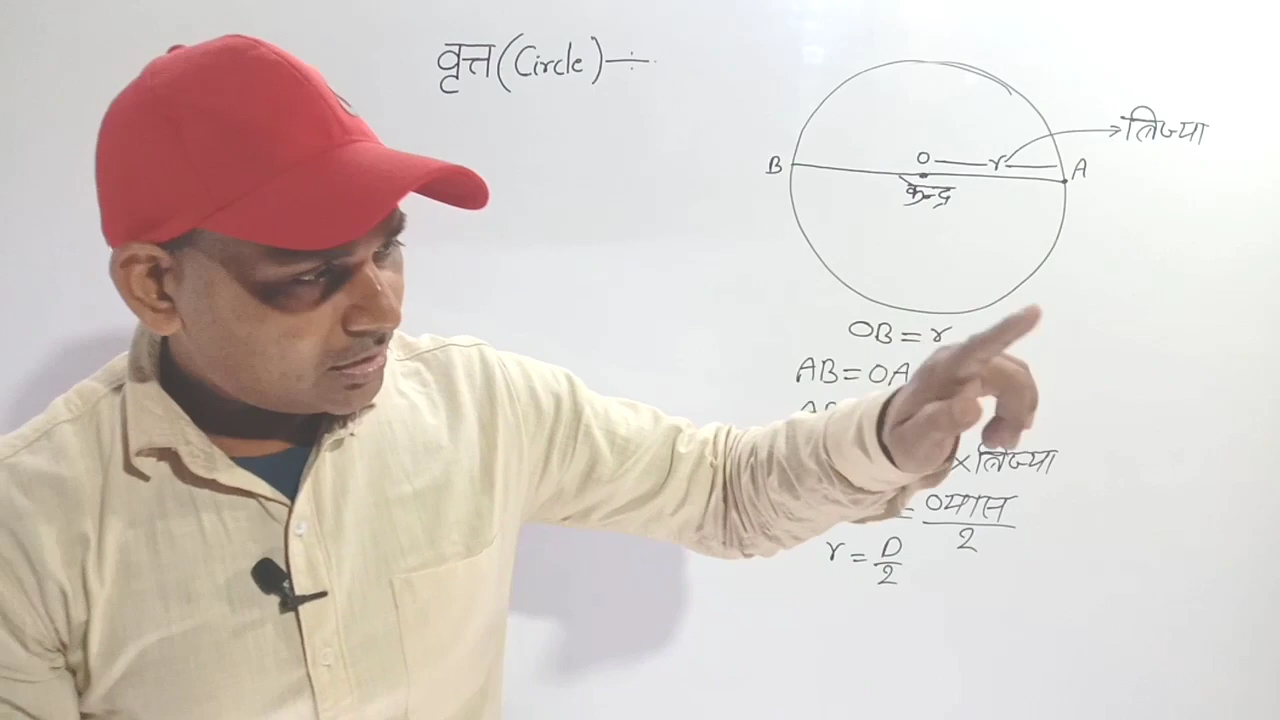 वृत्त (Circle) ÷
त्रिज्या
B O r A
केन्द्र
OB = r
AB = OA
× त्रिज्या
= व्यास / 2
r = D / 2